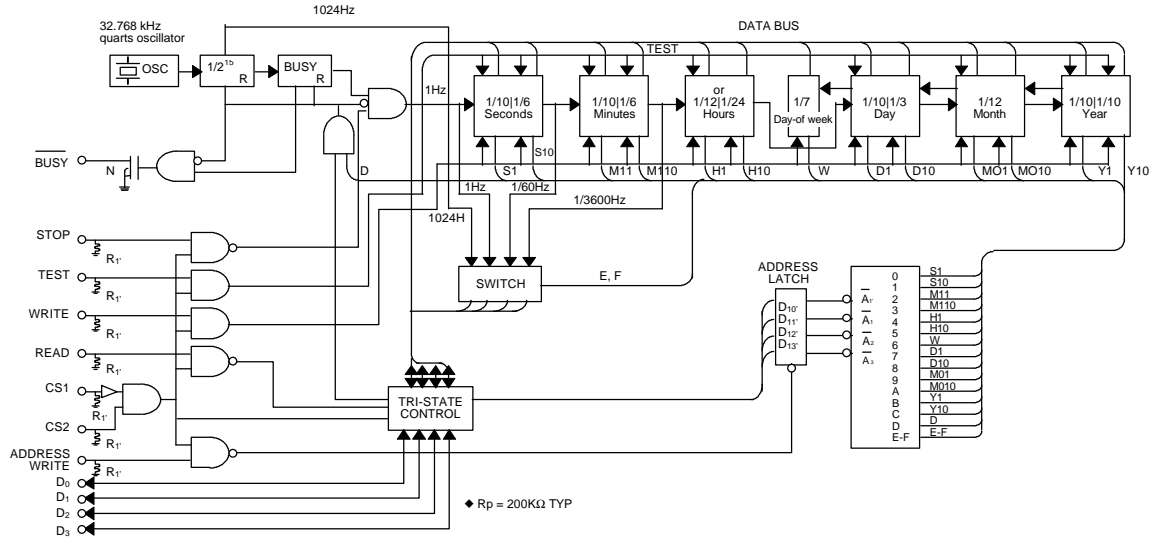 1024Hz
DATA BUS
32.768 kHz
quarts oscillator
TEST
OSC
1/2¹⁵
R
BUSY
R
1Hz
1/10|1/6
Seconds
1/10|1/6
Minutes
or
1/12|1/24
Hours
1/7
Day-of week
1/10|1/3
Day
1/12
Month
1/10|1/10
Year
BUSY
N
D
S1
S10
M11
M110
H1
H10
W
D1
D10
MO1
MO10
Y1
Y10
1Hz
1/60Hz
1/3600Hz
1024H
STOP
R1'
TEST
R1'
WRITE
R1'
READ
R1'
CS1
R1'
CS2
R1'
ADDRESS
WRITE
R1'
D0
D1
D2
D3
SWITCH
E, F
TRI-STATE
CONTROL
ADDRESS
LATCH
D10'
D11'
D12'
D13'
A1'
A1
A2
A3
0 S1
1 S10
2 M11
3 M110
4 H1
5 H10
6 W
7 D1
8 D10
9 M01
A M010
B Y1
C Y10
D D
E-F E-F
◆ Rp = 200KΩ TYP